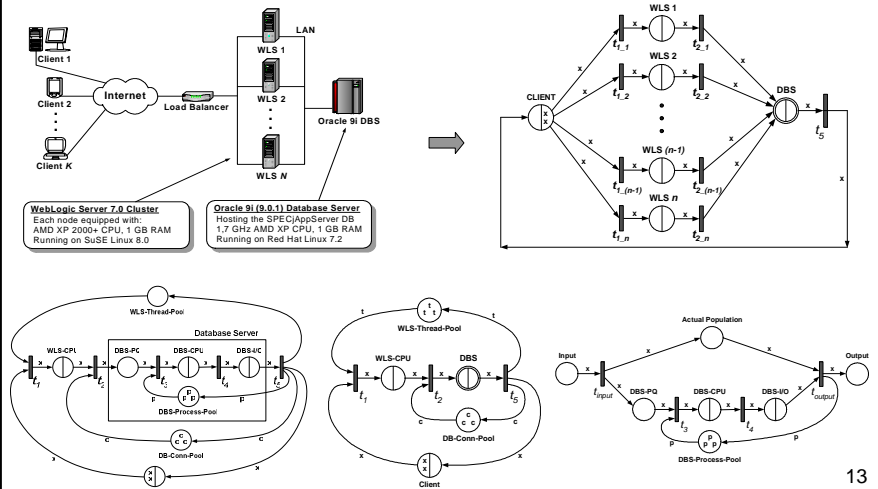 Client 1
Client 2
Client K
Internet
Load Balancer
LAN
WLS 1
WLS 2
WLS N
Oracle 9i DBS
WebLogic Server 7.0 Cluster
Each node equipped with:
AMD XP 2000+ CPU, 1 GB RAM
Running on SuSE Linux 8.0
Oracle 9i (9.0.1) Database Server
Hosting the SPECjAppServer DB
1,7 GHz AMD XP CPU, 1 GB RAM
Running on Red Hat Linux 7.2
CLIENT
x
x
x
x
x
x
WLS 1
t1_1
x
x
t2_1
x
WLS 2
t1_2
x
x
t2_2
x
WLS (n-1)
t1_(n-1)
x
x
t2_(n-1)
x
WLS n
t1_n
x
x
t2_n
x
DBS
x
t5
x
WLS-Thread-Pool
Database Server
WLS-CPU
DBS-PQ
DBS-CPU
DBS-I/O
x x x x x x x x x x
t1
t2
t3
t4
t5
p
p p p
p
DBS-Process-Pool
c
c c c
c
DB-Conn-Pool
x
x x
x
t
t t t
t
WLS-Thread-Pool
WLS-CPU
DBS
x x x x
t1
t2
t5
c
c c c
c
DB-Conn-Pool
x
x x
x
Client
Actual Population
Input
Output
x
x
x
x
tinput
toutput
DBS-PQ
DBS-CPU
DBS-I/O
x x x x x x
t3
t4
p
p p p
p
DBS-Process-Pool
13